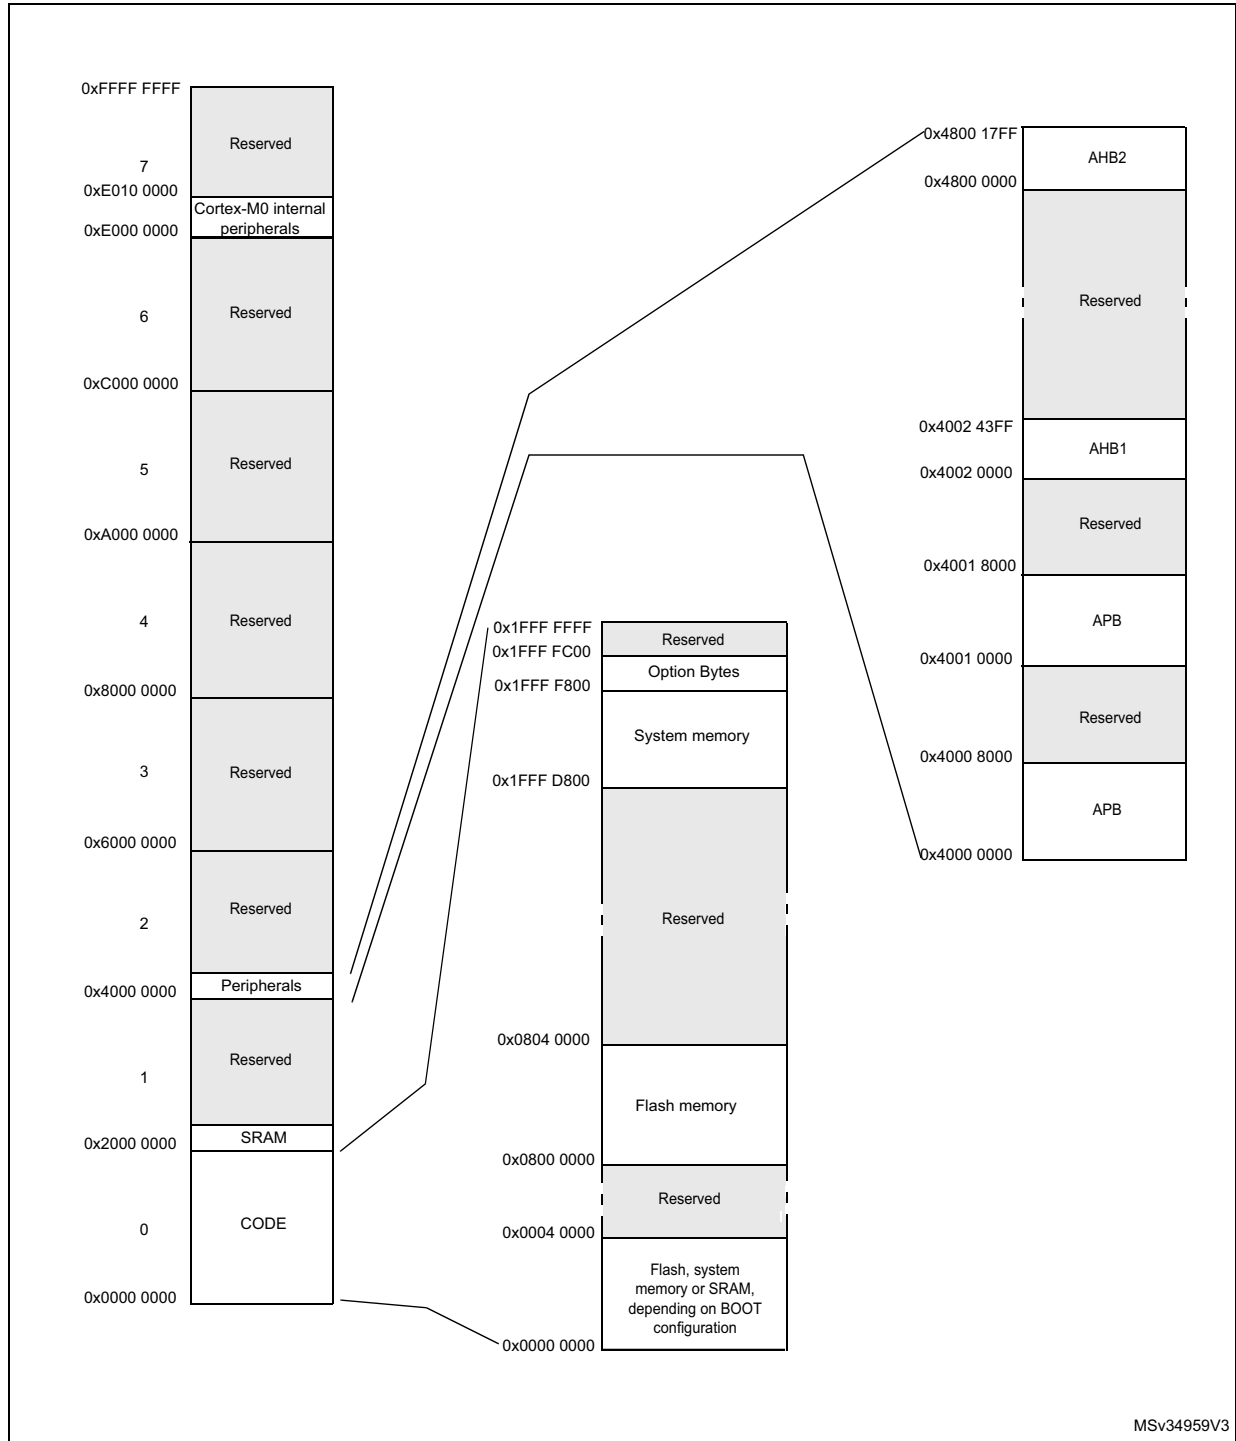 0xFFFF FFFF
Reserved
7
0xE010 0000
Cortex-M0 internal
peripherals
0xE000 0000
Reserved
6
0xC000 0000
Reserved
5
0xA000 0000
Reserved
4
0x8000 0000
Reserved
3
0x6000 0000
Reserved
2
Peripherals
0x4000 0000
Reserved
1
SRAM
0x2000 0000
CODE
0
0x0000 0000
0x1FFF FFFF
Reserved
0x1FFF FC00
Option Bytes
0x1FFF F800
System memory
0x1FFF D800
Reserved
0x0804 0000
Flash memory
0x0800 0000
Reserved
0x0004 0000
Flash, system
memory or SRAM,
depending on BOOT
configuration
0x0000 0000
0x4800 17FF
AHB2
0x4800 0000
Reserved
0x4002 43FF
AHB1
0x4002 0000
Reserved
0x4001 8000
APB
0x4001 0000
Reserved
0x4000 8000
APB
0x4000 0000
MSv34959V3